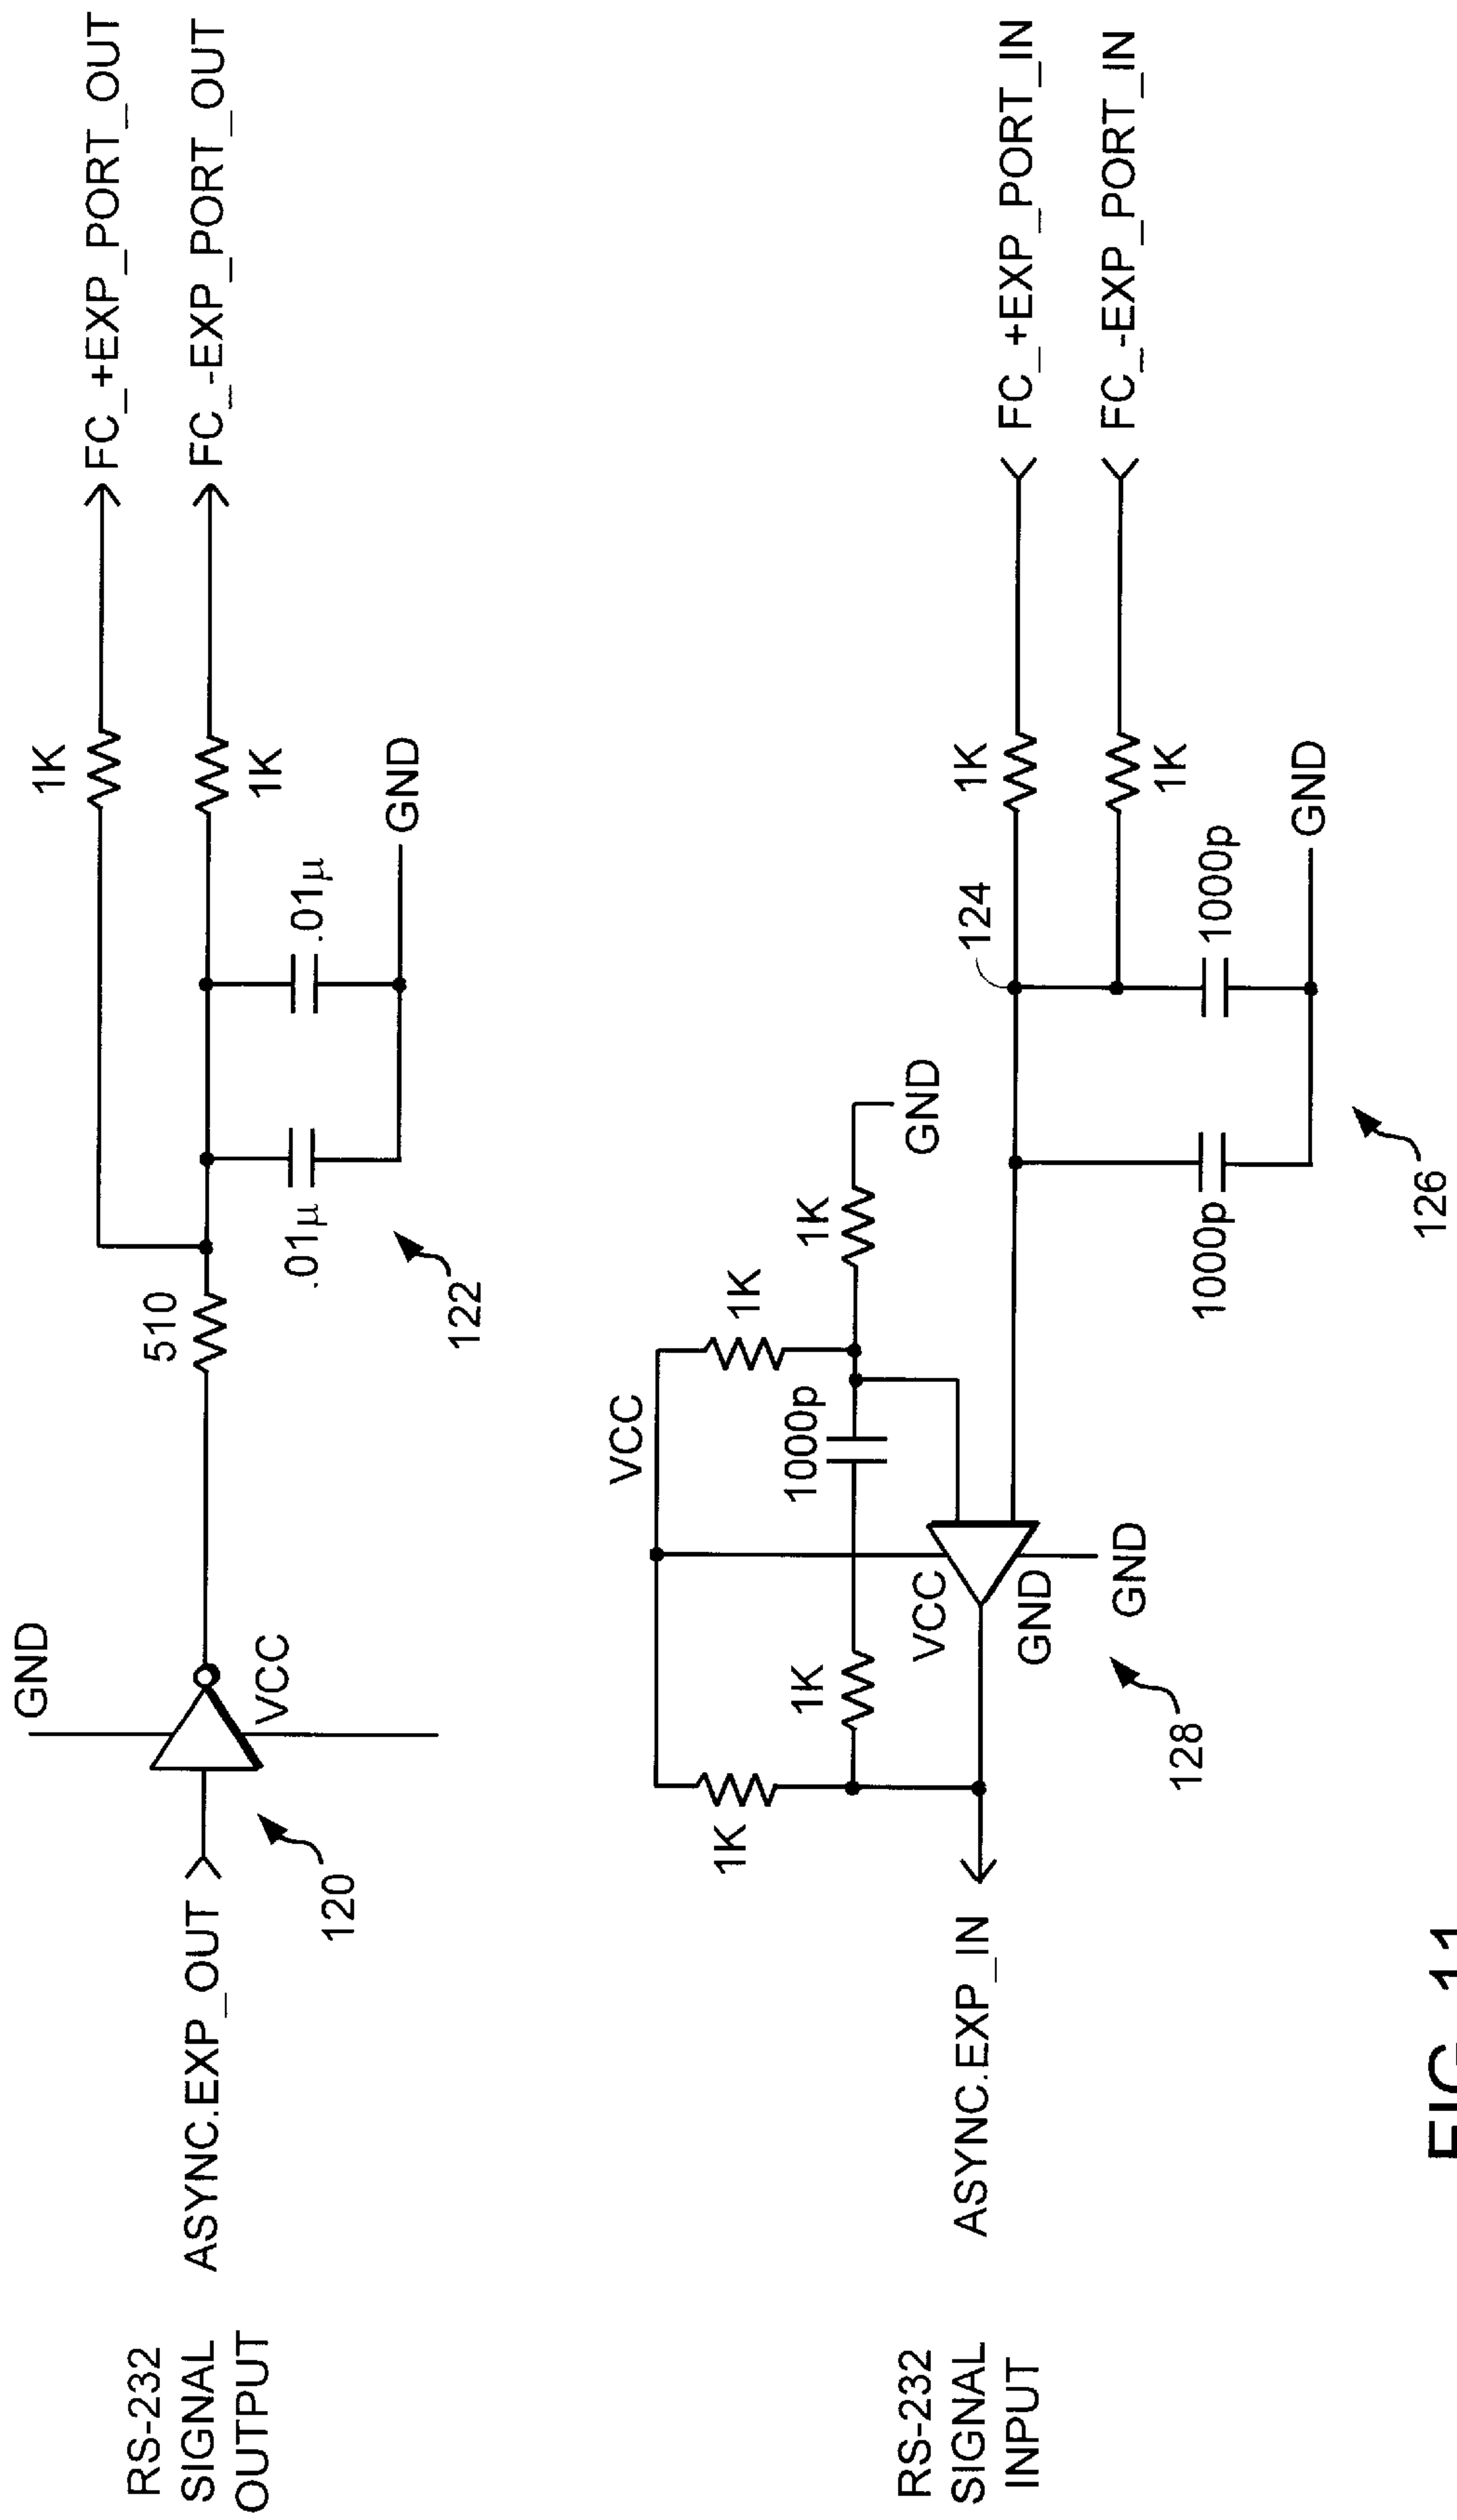 RS-232
SIGNAL
OUTPUT
ASYNC.EXP_OUT
120
GND
VCC
510
.01µ
.01µ
122
1K
1K
GND
FC_+EXP_PORT_OUT
FC_-EXP_PORT_OUT
RS-232
SIGNAL
INPUT
ASYNC.EXP_IN
1K
1K
VCC
1000p
1K
1K
GND
VCC
GND
GND
128
124
1K
1K
1000p
1000p
GND
126
FC_+EXP_PORT_IN
FC_-EXP_PORT_IN
FIG. 11